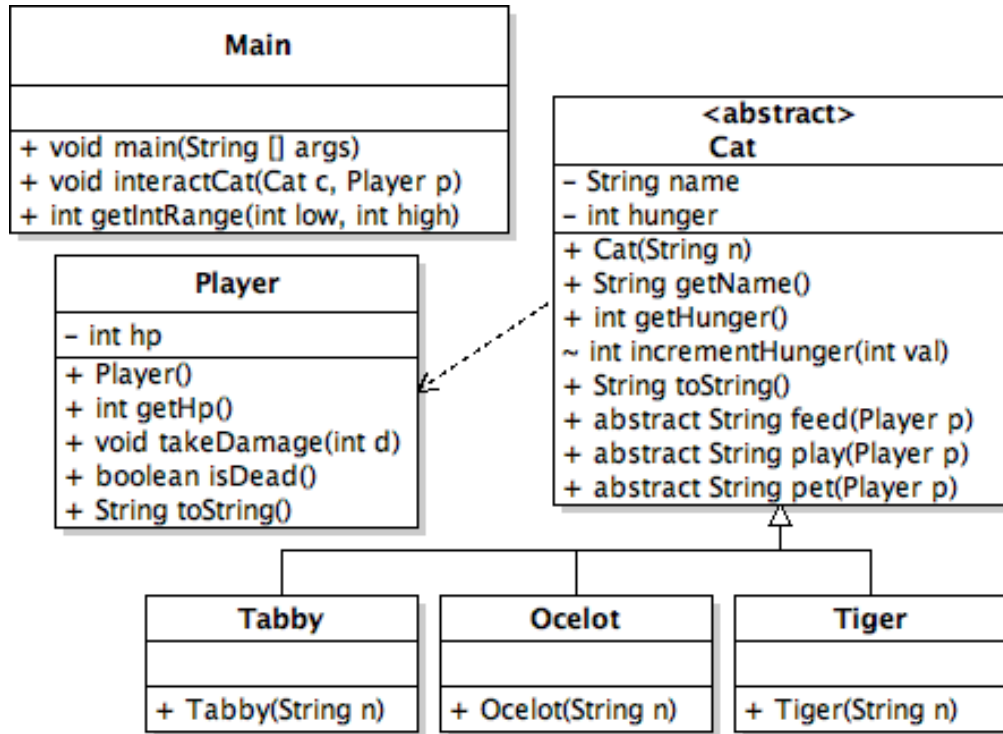 Main
+ void main(String [] args)
+ void interactCat(Cat c, Player p)
+ int getIntRange(int low, int high)
<abstract>
Cat
- String name
- int hunger
+ Cat(String n)
+ String getName()
+ int getHunger()
~ int incrementHunger(int val)
+ String toString()
+ abstract String feed(Player p)
+ abstract String play(Player p)
+ abstract String pet(Player p)
Player
- int hp
+ Player()
+ int getHp()
+ void takeDamage(int d)
+ boolean isDead()
+ String toString()
Tabby
+ Tabby(String n)
Ocelot
+ Ocelot(String n)
Tiger
+ Tiger(String n)